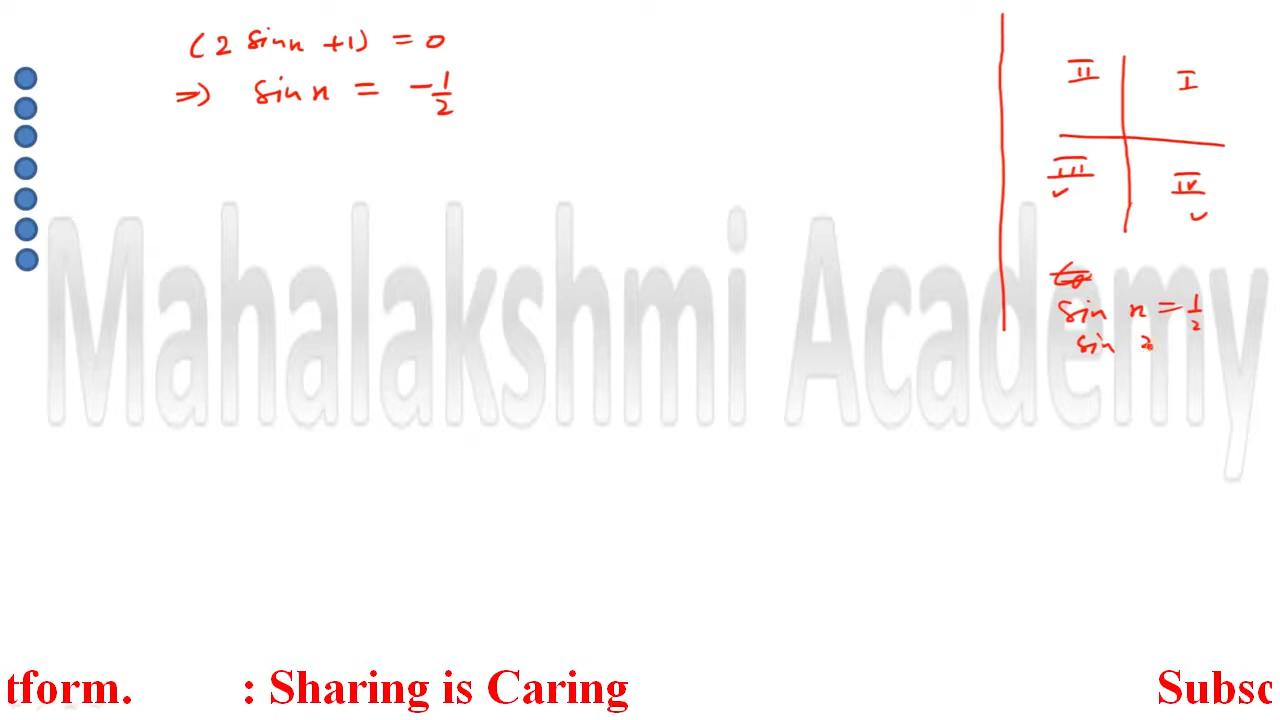 (2 sin x + 1) = 0
⇒ sin x = -1/2
II I
III IV
✓ ✓
sin x = 1/2
sin
Mahalakshmi Academy
tform. : Sharing is Caring Subsc